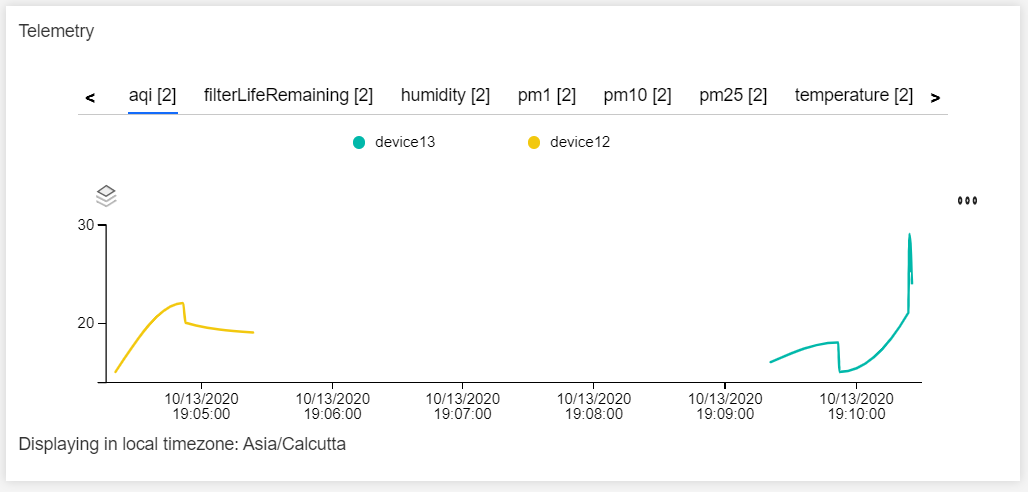 Telemetry
< aqi [2] filterLifeRemaining [2] humidity [2] pm1 [2] pm10 [2] pm25 [2] temperature [2] >
device13 device12
30
20
10/13/2020 10/13/2020 10/13/2020 10/13/2020 10/13/2020 10/13/2020
19:05:00 19:06:00 19:07:00 19:08:00 19:09:00 19:10:00
Displaying in local timezone: Asia/Calcutta